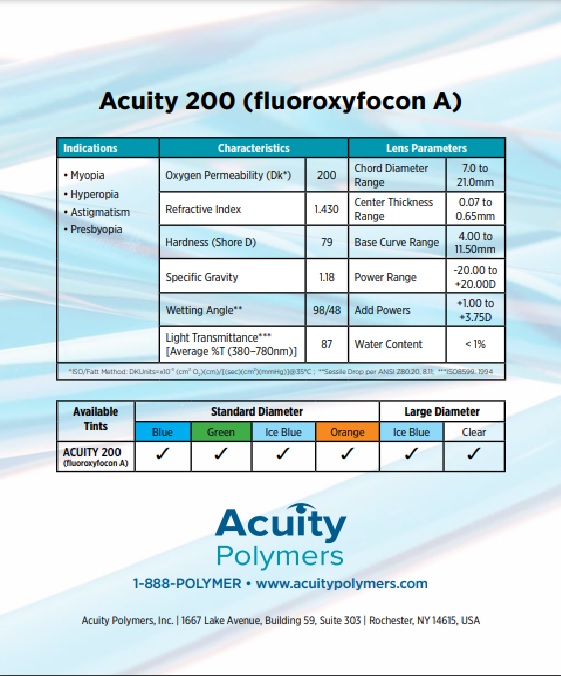 Acuity 200 (fluoroxyfocon A)
Indications Characteristics Lens Parameters
• Myopia
• Hyperopia
• Astigmatism
• Presbyopia
Oxygen Permeability (Dk*) 200 Chord Diameter Range 7.0 to 21.0mm
Refractive Index 1.430 Center Thickness Range 0.07 to 0.65mm
Hardness (Shore D) 79 Base Curve Range 4.00 to 11.50mm
Specific Gravity 1.18 Power Range -20.00 to +20.00D
Wetting Angle** 98/48 Add Powers +1.00 to +3.75D
Light Transmittance*** [Average %T (380–780nm)] 87 Water Content <1%
*ISO/Fatt Method: DKUnits=x10⁻¹¹ (cm³ O₂)(cm)/[(sec)(cm²)(mmHg)]@35°C ; **Sessile Drop per ANSI Z80.20: 8.11; ***ISO8599: 1994
Available Tints Standard Diameter Large Diameter
Blue Green Ice Blue Orange Ice Blue Clear
ACUITY 200 (fluoroxyfocon A) ✓ ✓ ✓ ✓ ✓ ✓
Acuity
Polymers
1-888-POLYMER • www.acuitypolymers.com
Acuity Polymers, Inc. | 1667 Lake Avenue, Building 59, Suite 303 | Rochester, NY 14615, USA